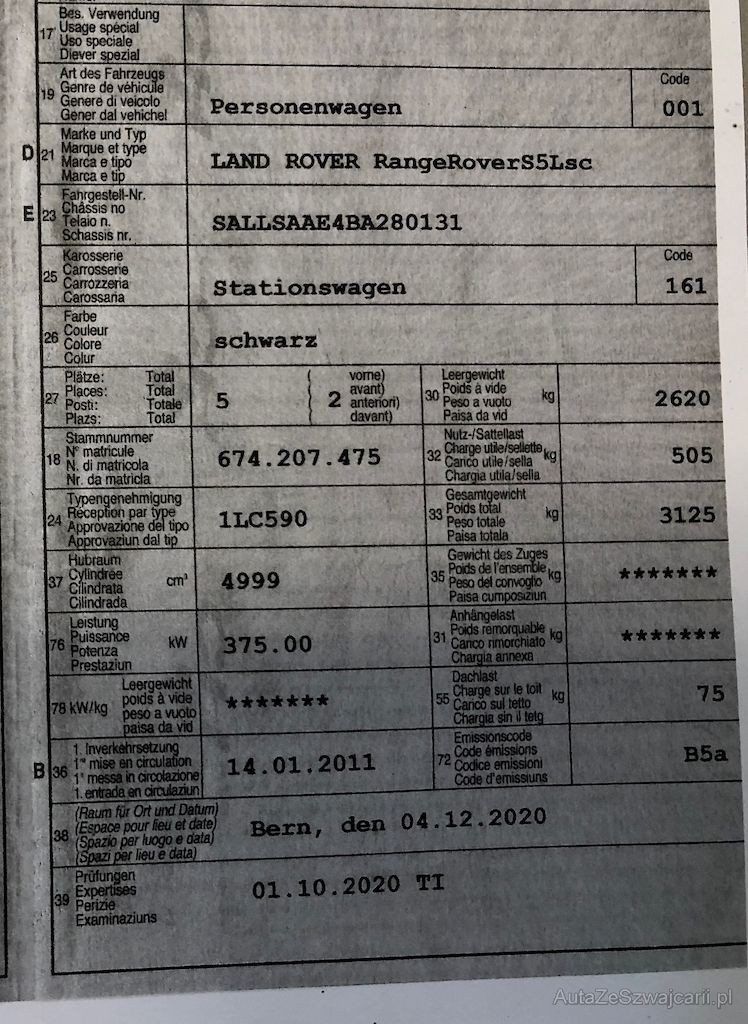 17
Bes. Verwendung
Usage spécial
Uso speciale
Diever spezial
19
Art des Fahrzeugs
Genre de véhicule
Genere di veicolo
Gener dal vehichel
Personenwagen
Code
001
D
21
Marke und Typ
Marque et type
Marca e tipo
Marca e tip
LAND ROVER RangeRoverS5Lsc
E
23
Fahrgestell-Nr.
Châssis no
Telaio n.
Schassis nr.
SALLSAAE4BA280131
25
Karosserie
Carrosserie
Carrozzeria
Carossaria
Stationswagen
Code
161
26
Farbe
Couleur
Colore
Colur
schwarz
27
Plätze: Total
Places: Total
Posti: Totale
Plazs: Total
5
2
vorne)
avant)
anteriori)
davant)
30
Leergewicht
Poids à vide
Peso a vuoto
Paisa da vid
kg
2620
18
Stammnummer
N° matricule
N. di matricola
Nr. da matricla
674.207.475
32
Nutz-/Sattellast
Charge utile/sellette
Carico utile/sella
Chargia utila/sella
kg
505
24
Typengenehmigung
Réception par type
Approvazione del tipo
Approvaziun dal tip
1LC590
33
Gesamtgewicht
Poids total
Peso totale
Paisa totala
kg
3125
37
Hubraum
Cylindrée
Cilindrata
Cilindrada
cm³
4999
35
Gewicht des Zuges
Poids de l'ensemble
Peso del convoglio
Paisa cumposiziun
kg
*******
76
Leistung
Puissance
Potenza
Prestaziun
kW
375.00
31
Anhängelast
Poids remorquable
Carico rimorchiato
Chargia annexa
kg
*******
78 kW/kg
Leergewicht
poids à vide
peso a vuoto
paisa da vid
*******
55
Dachlast
Charge sur le toit
Carico sul tetto
Chargia sin il tetg
kg
75
B
36
1. Inverkehrsetzung
1re mise en circulation
1a messa in circolazione
1. entrada en circulaziun
14.01.2011
72
Emissionscode
Code émissions
Codice emissioni
Code d'emissiuns
B5a
38
(Raum für Ort und Datum)
(Espace pour lieu et date)
(Spazio per luogo e data)
(Spazi per lieu e data)
Bern, den 04.12.2020
39
Prüfungen
Expertises
Perizie
Examinaziuns
01.10.2020 TI
AutaZeSzwajcarii.pl